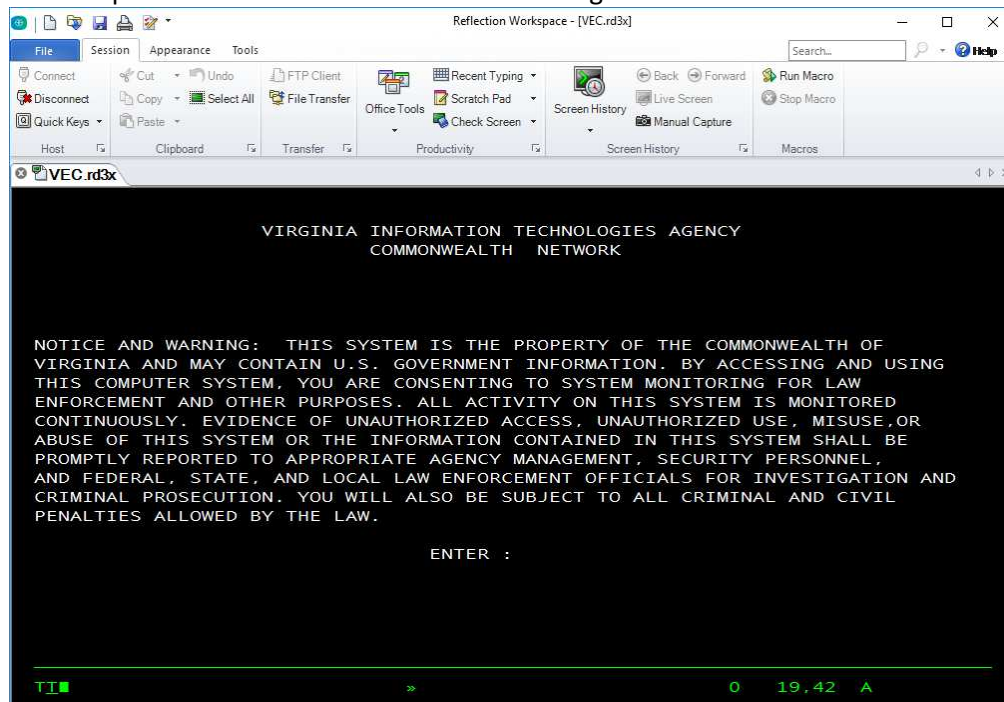 Reflection Workspace - [VEC.rd3x]
File Session Appearance Tools Search... Help
Connect Cut Undo FTP Client Recent Typing Back Forward Run Macro
Disconnect Copy Select All File Transfer Office Tools Scratch Pad Screen History Live Screen Stop Macro
Quick Keys Paste Check Screen Manual Capture
Host Clipboard Transfer Productivity Screen History Macros
VEC.rd3x
VIRGINIA INFORMATION TECHNOLOGIES AGENCY
COMMONWEALTH NETWORK
NOTICE AND WARNING: THIS SYSTEM IS THE PROPERTY OF THE COMMONWEALTH OF
VIRGINIA AND MAY CONTAIN U.S. GOVERNMENT INFORMATION. BY ACCESSING AND USING
THIS COMPUTER SYSTEM, YOU ARE CONSENTING TO SYSTEM MONITORING FOR LAW
ENFORCEMENT AND OTHER PURPOSES. ALL ACTIVITY ON THIS SYSTEM IS MONITORED
CONTINUOUSLY. EVIDENCE OF UNAUTHORIZED ACCESS, UNAUTHORIZED USE, MISUSE,OR
ABUSE OF THIS SYSTEM OR THE INFORMATION CONTAINED IN THIS SYSTEM SHALL BE
PROMPTLY REPORTED TO APPROPRIATE AGENCY MANAGEMENT, SECURITY PERSONNEL,
AND FEDERAL, STATE, AND LOCAL LAW ENFORCEMENT OFFICIALS FOR INVESTIGATION AND
CRIMINAL PROSECUTION. YOU WILL ALSO BE SUBJECT TO ALL CRIMINAL AND CIVIL
PENALTIES ALLOWED BY THE LAW.
ENTER :
TI » 0 19,42 A